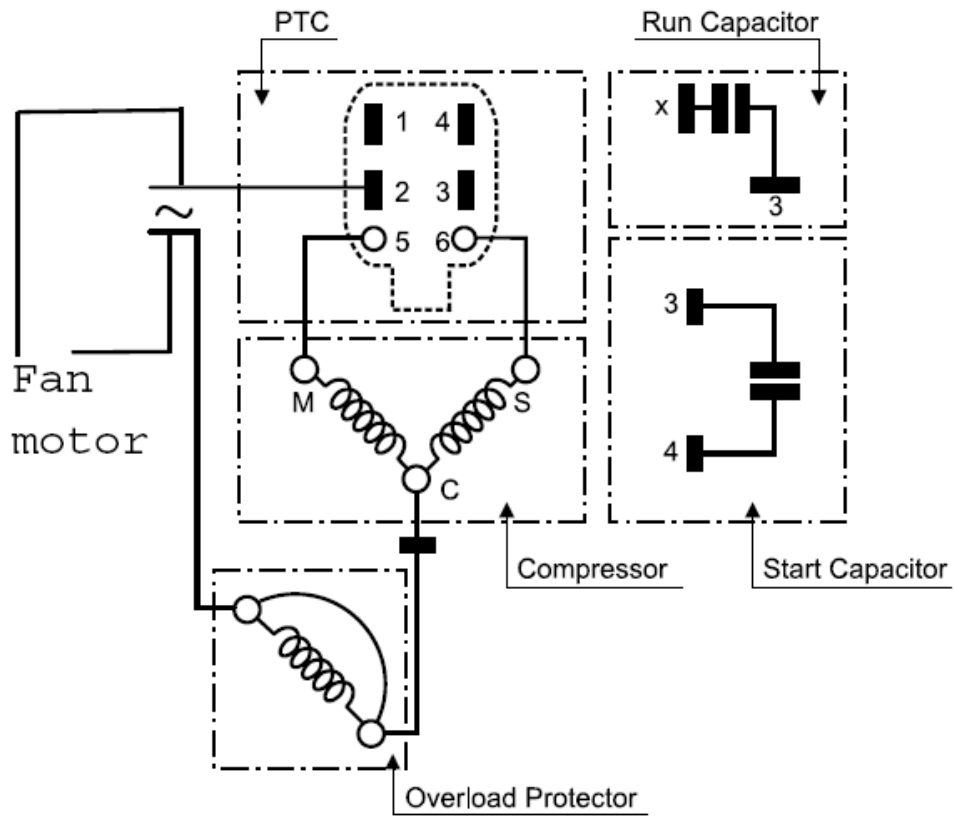 PTC
Run Capacitor
1 4
2 3
5 6
x
3
~
3
4
Fan
motor
M S
C
Compressor
Start Capacitor
Overload Protector